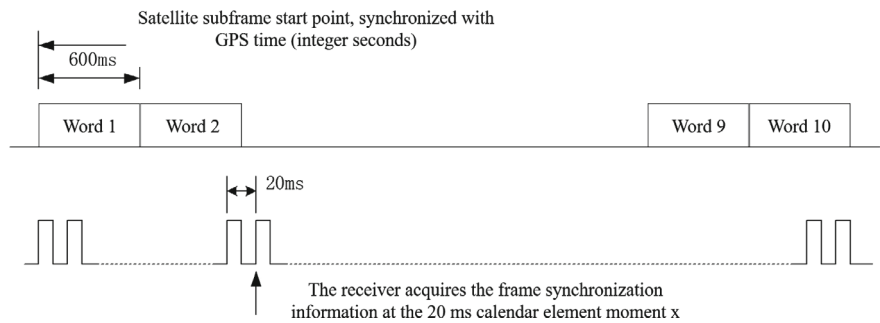 Satellite subframe start point, synchronized with
GPS time (integer seconds)
600ms
Word 1 Word 2 Word 9 Word 10
20ms
The receiver acquires the frame synchronization
information at the 20 ms calendar element moment x